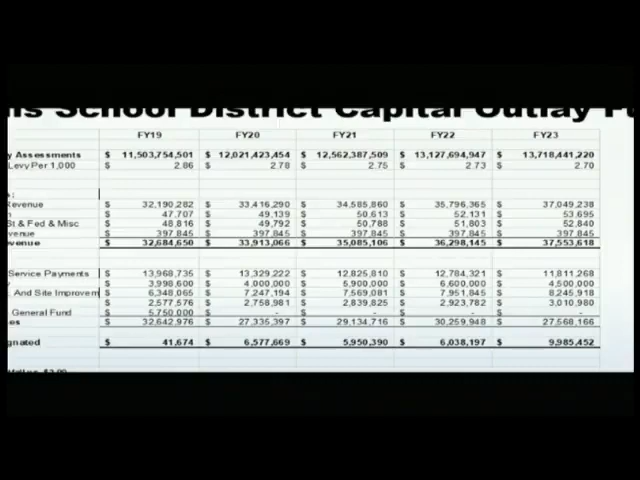 School District Capital Outlay
FY19 FY20 FY21 FY22 FY23
Assessments $ 11,503,754,501 $ 12,021,423,454 $ 12,562,387,509 $ 13,127,694,947 $ 13,718,441,220
Levy Per 1,000 $ 2.86 $ 2.78 $ 2.75 $ 2.73 $ 2.70
Revenue $ 32,190,282 $ 33,416,290 $ 34,585,860 $ 35,796,365 $ 37,049,238
$ 47,707 $ 49,139 $ 50,613 $ 52,131 $ 53,695
St & Fed & Misc $ 48,816 $ 49,792 $ 50,788 $ 51,803 $ 52,840
$ 397,845 $ 397,845 $ 397,845 $ 397,845 $ 397,845
$ 32,684,650 $ 33,913,066 $ 35,085,106 $ 36,298,145 $ 37,553,618
Service Payments $ 13,968,735 $ 13,329,222 $ 12,825,810 $ 12,784,321 $ 11,811,268
$ 3,998,600 $ 4,000,000 $ 5,900,000 $ 6,600,000 $ 4,500,000
And Site Improvem $ 6,348,065 $ 7,247,194 $ 7,569,081 $ 7,951,845 $ 8,245,918
$ 2,577,576 $ 2,758,981 $ 2,839,825 $ 2,923,782 $ 3,010,980
General Fund $ 5,750,000 $ - $ - $ - $ -
$ 32,642,976 $ 27,335,397 $ 29,134,716 $ 30,259,948 $ 27,568,166
$ 41,674 $ 6,577,669 $ 5,950,390 $ 6,038,197 $ 9,985,452